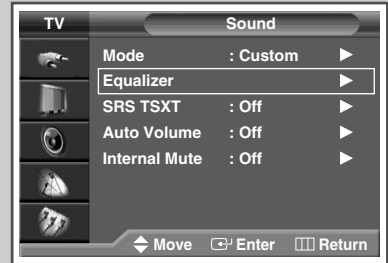 TV Sound
Mode : Custom
Equalizer
SRS TSXT : Off
Auto Volume : Off
Internal Mute : Off
Move Enter Return